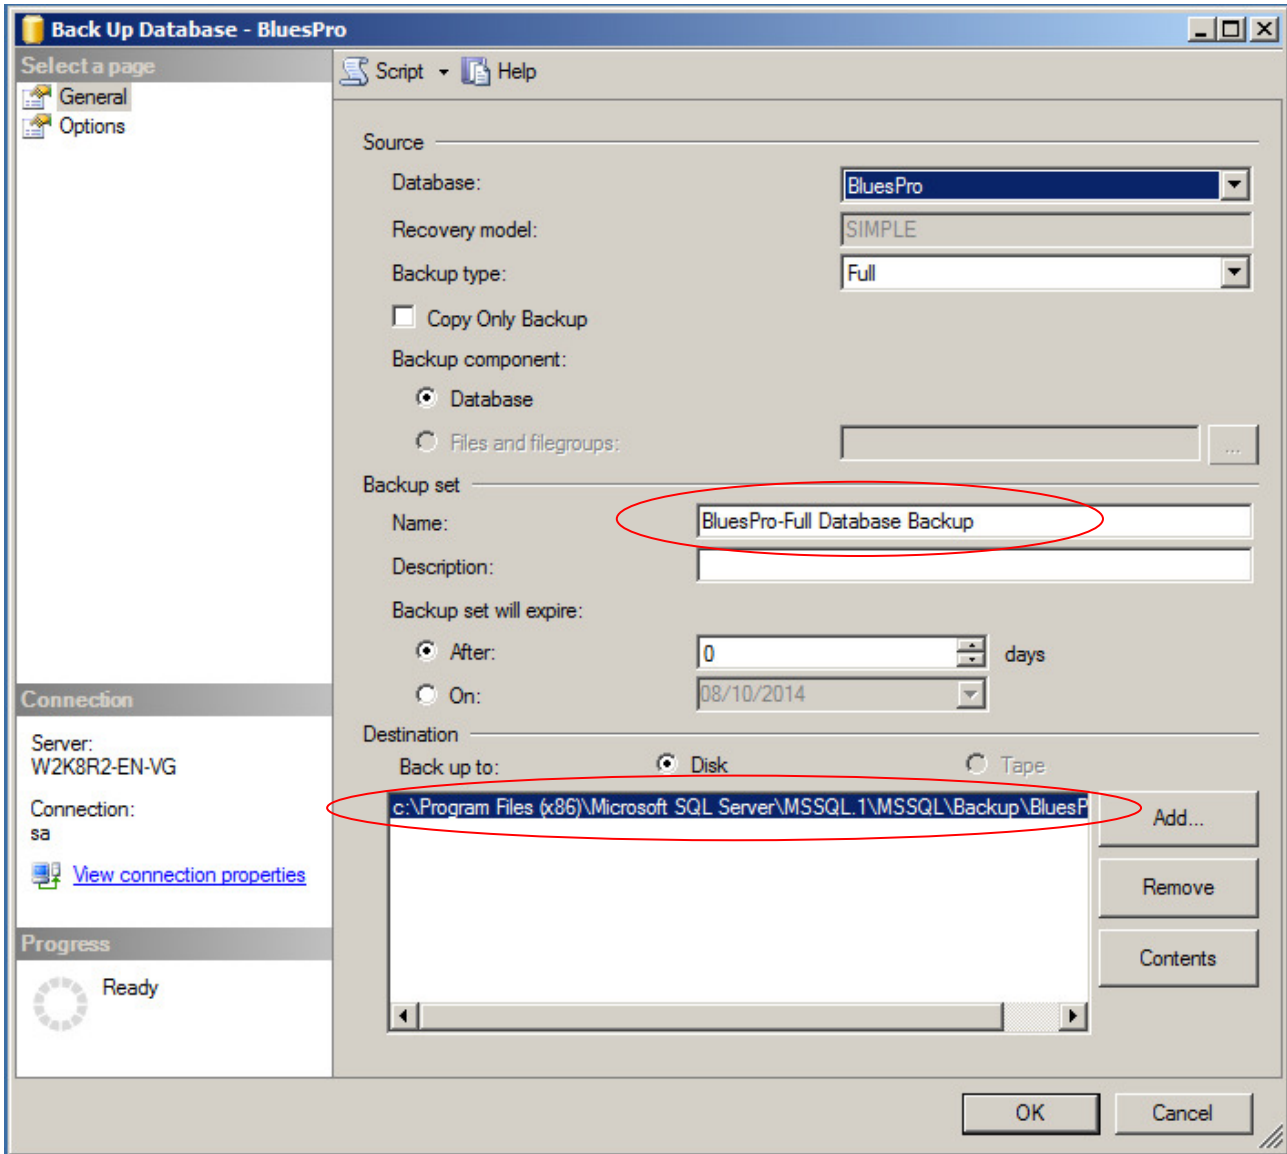 Back Up Database - BluesPro
Select a page
General
Options
Script
Help
Source
Database:
BluesPro
Recovery model:
SIMPLE
Backup type:
Full
Copy Only Backup
Backup component:
Database
Files and filegroups:
...
Backup set
Name:
BluesPro-Full Database Backup
Description:
Backup set will expire:
After:
0
days
On:
08/10/2014
Destination
Back up to:
Disk
Tape
c:\Program Files (x86)\Microsoft SQL Server\MSSQL.1\MSSQL\Backup\BluesP
Add...
Remove
Contents
Connection
Server:
W2K8R2-EN-VG
Connection:
sa
View connection properties
Progress
Ready
OK
Cancel